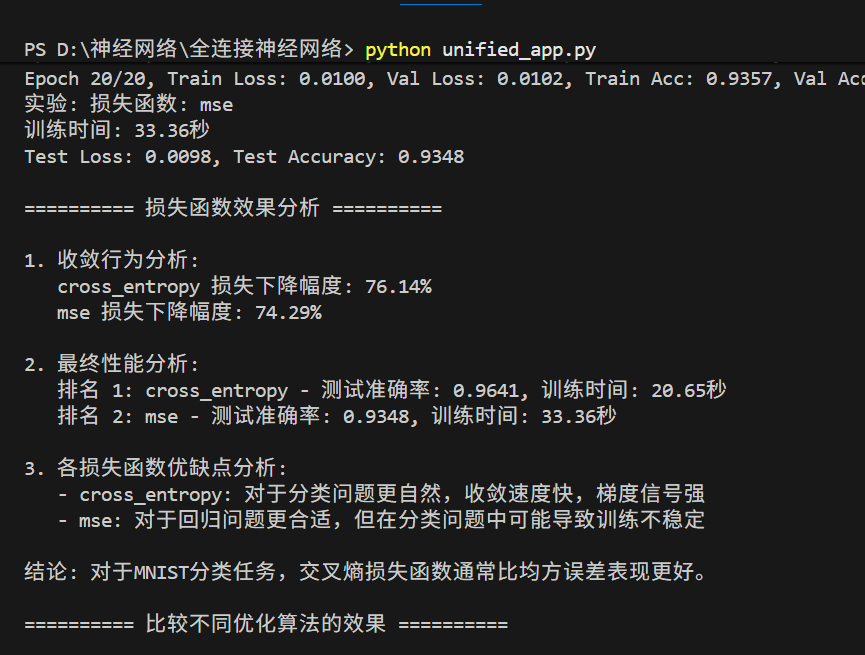 PS D:\神经网络\全连接神经网络> python unified_app.py
Epoch 20/20, Train Loss: 0.0100, Val Loss: 0.0102, Train Acc: 0.9357, Val Acc
实验: 损失函数: mse
训练时间: 33.36秒
Test Loss: 0.0098, Test Accuracy: 0.9348
========== 损失函数效果分析 ==========
1. 收敛行为分析:
cross_entropy 损失下降幅度: 76.14%
mse 损失下降幅度: 74.29%
2. 最终性能分析:
排名 1: cross_entropy - 测试准确率: 0.9641, 训练时间: 20.65秒
排名 2: mse - 测试准确率: 0.9348, 训练时间: 33.36秒
3. 各损失函数优缺点分析:
- cross_entropy: 对于分类问题更自然，收敛速度快，梯度信号强
- mse: 对于回归问题更合适，但在分类问题中可能导致训练不稳定
结论: 对于MNIST分类任务，交叉熵损失函数通常比均方误差表现更好。
========== 比较不同优化算法的效果 ==========